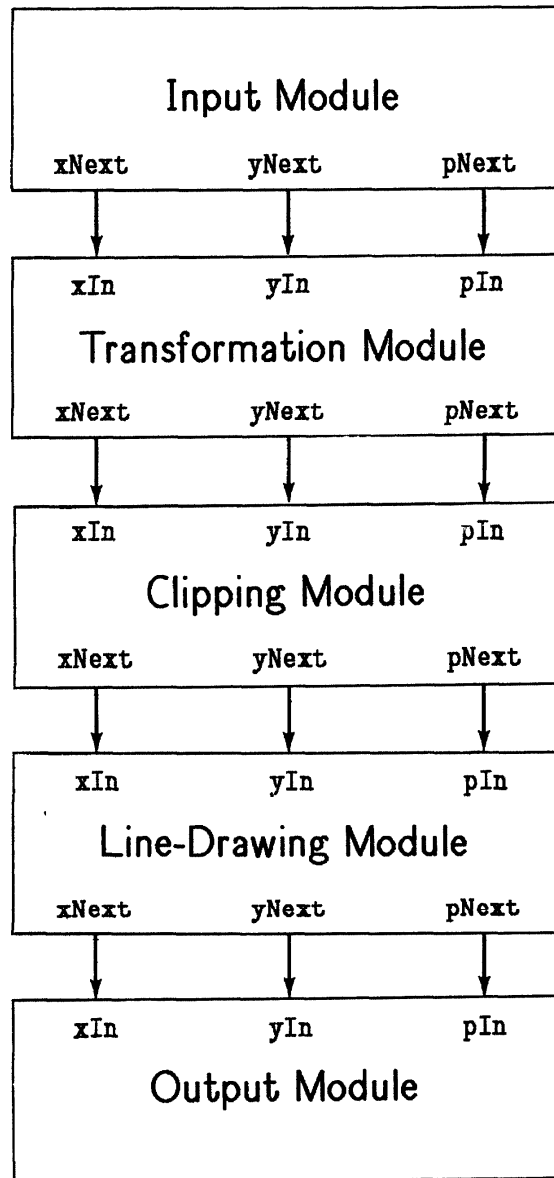 Input Module
xNext yNext pNext
xIn yIn pIn
Transformation Module
xNext yNext pNext
xIn yIn pIn
Clipping Module
xNext yNext pNext
xIn yIn pIn
Line-Drawing Module
xNext yNext pNext
xIn yIn pIn
Output Module